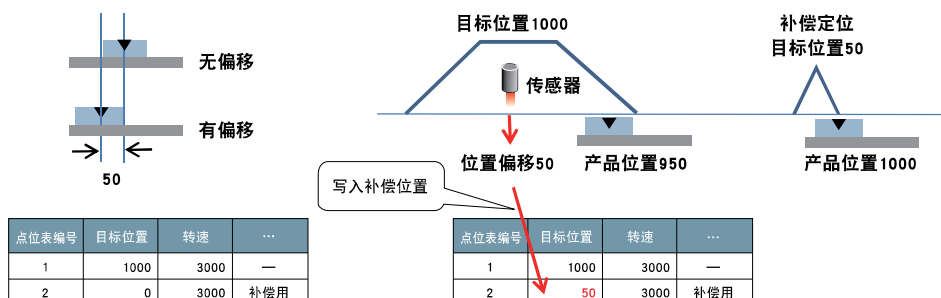 无偏移
有偏移
50
目标位置1000
传感器
位置偏移50
产品位置950
补偿定位
目标位置50
产品位置1000
写入补偿位置
点位表编号 目标位置 转速 …
1 1000 3000 —
2 0 3000 补偿用
点位表编号 目标位置 转速 …
1 1000 3000 —
2 50 3000 补偿用